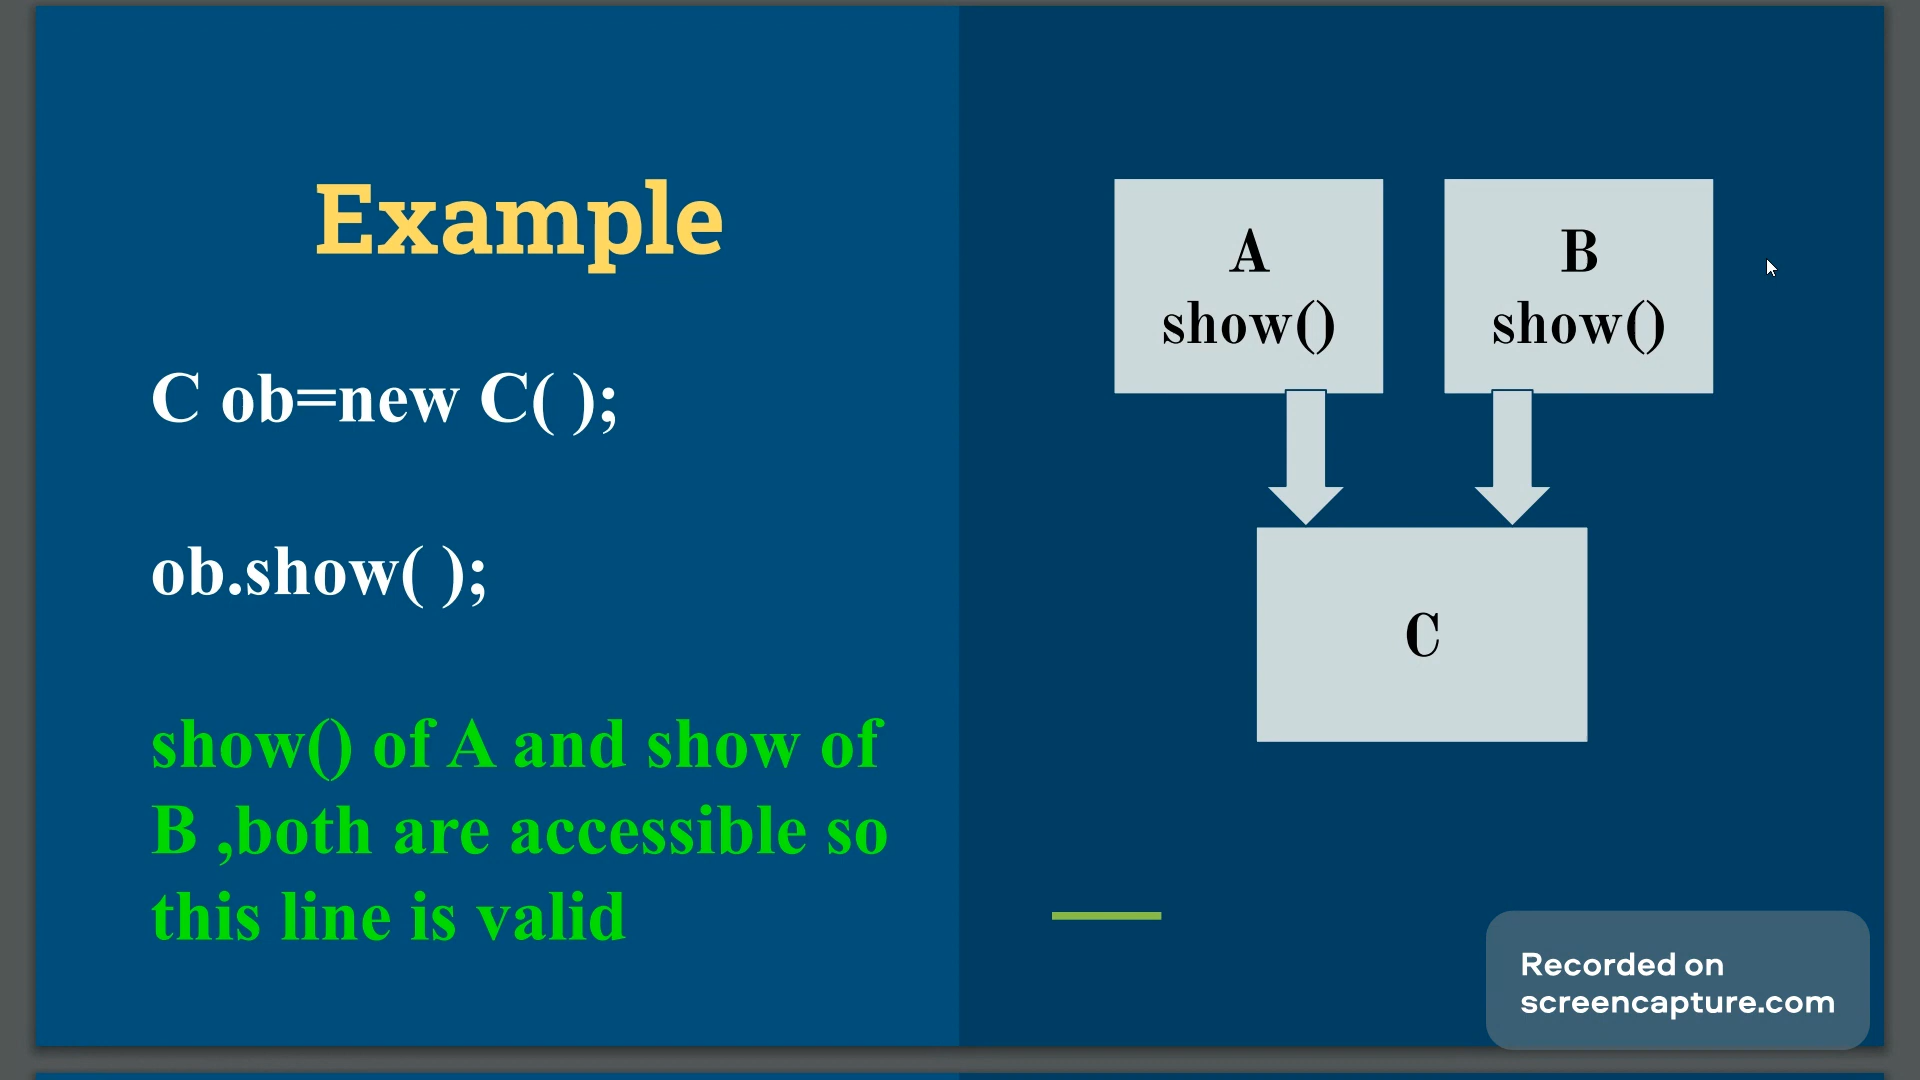 Example
C ob=new C( );
ob.show( );
show() of A and show of
B ,both are accessible so
this line is valid
A
show()
B
show()
C
Recorded on
screencapture.com